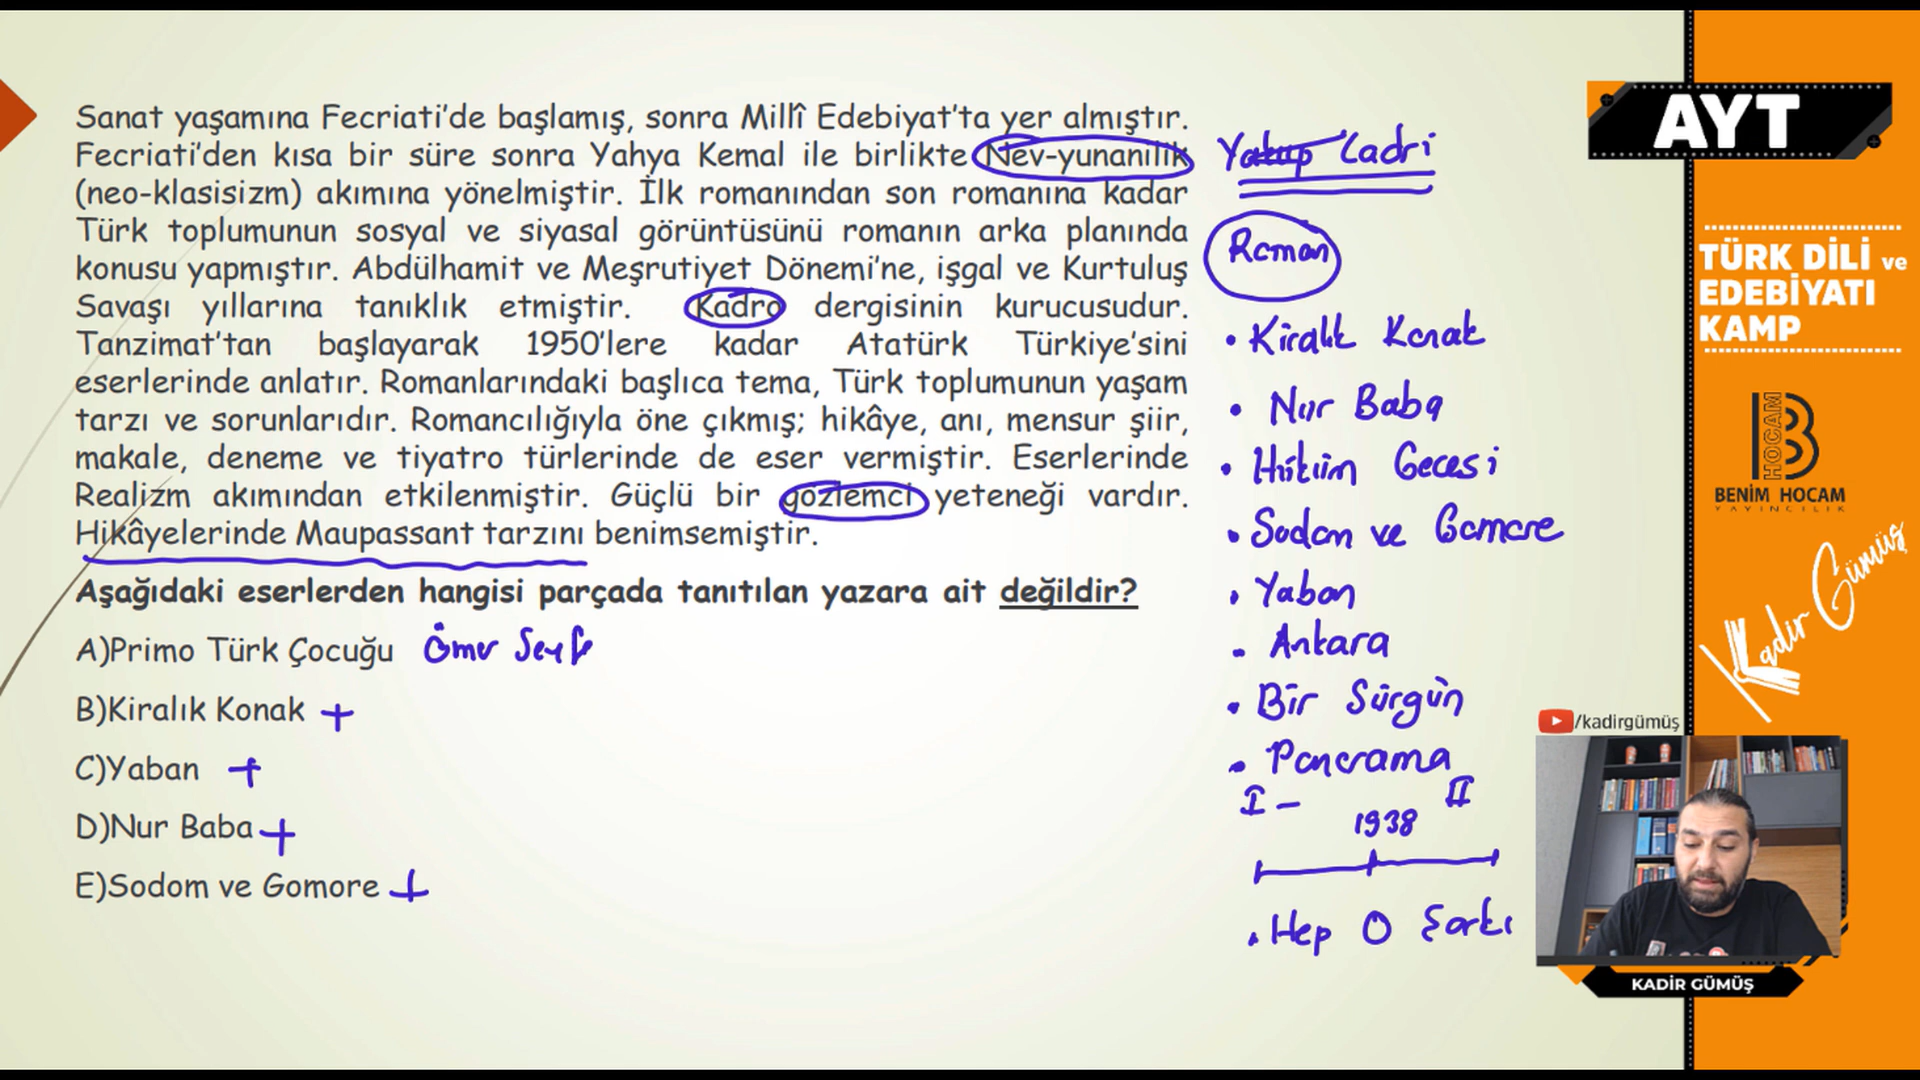 Sanat yaşamına Fecriati’de başlamış, sonra Millî Edebiyat’ta yer almıştır.
Fecriati’den kısa bir süre sonra Yahya Kemal ile birlikte Nev-yunanilik
(neo-klasisizm) akımına yönelmiştir. İlk romanından son romanına kadar
Türk toplumunun sosyal ve siyasal görüntüsünü romanın arka planında
konusu yapmıştır. Abdülhamit ve Meşrutiyet Dönemi’ne, işgal ve Kurtuluş
Savaşı yıllarına tanıklık etmiştir. Kadro dergisinin kurucusudur.
Tanzimat’tan başlayarak 1950’lere kadar Atatürk Türkiye’sini
eserlerinde anlatır. Romanlarındaki başlıca tema, Türk toplumunun yaşam
tarzı ve sorunlarıdır. Romancılığıyla öne çıkmış; hikâye, anı, mensur şiir,
makale, deneme ve tiyatro türlerinde de eser vermiştir. Eserlerinde
Realizm akımından etkilenmiştir. Güçlü bir gözlemci yeteneği vardır.
Hikâyelerinde Maupassant tarzını benimsemiştir.
Aşağıdaki eserlerden hangisi parçada tanıtılan yazara ait değildir?
A)Primo Türk Çocuğu Ömer Seyf
B)Kiralık Konak +
C)Yaban +
D)Nur Baba +
E)Sodom ve Gomore +
Yakup Cadri
Roman
• Kiralık Konak
• Nur Baba
• Hüküm Gecesi
• Sodom ve Gomore
• Yaban
• Ankara
• Bir Sürgün
• Panorama
I – II
1938
• Hep O Şarkı
AYT
TÜRK DİLİ ve
EDEBİYATI
KAMP
B
HOCAM
BENİM HOCAM
YAYINCILIK
Kadir Gümüş
/kadirgümüş
KADİR GÜMÜŞ